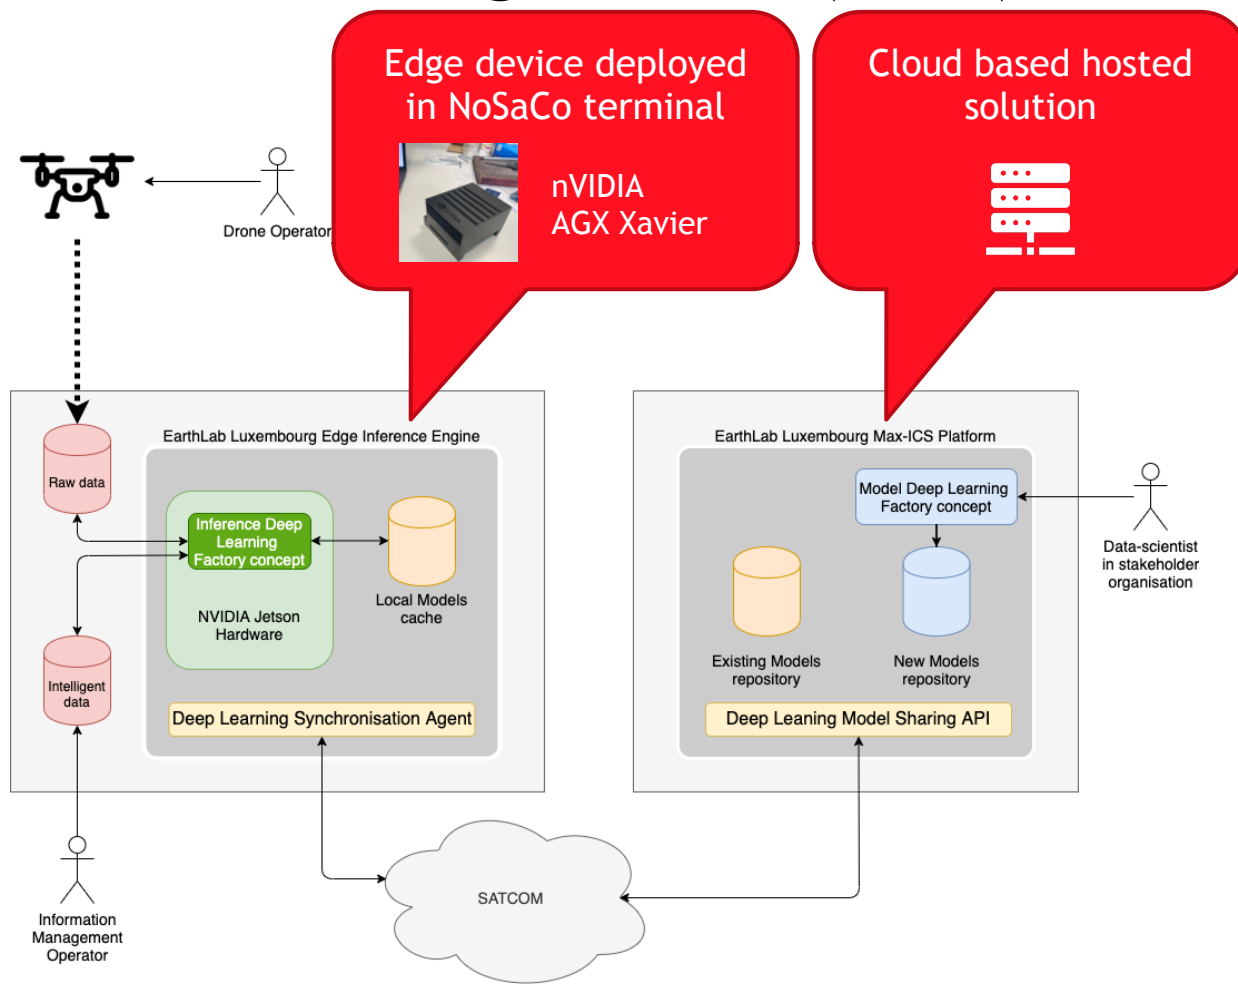 Edge device deployed
in NoSaCo terminal
nVIDIA
AGX Xavier
Cloud based hosted
solution
Drone Operator
EarthLab Luxembourg Edge Inference Engine
Raw data
Inference Deep
Learning
Factory concept
NVIDIA Jetson
Hardware
Local Models
cache
Intelligent
data
Deep Learning Synchronisation Agent
Information
Management
Operator
EarthLab Luxembourg Max-ICS Platform
Model Deep Learning
Factory concept
Existing Models
repository
New Models
repository
Deep Leaning Model Sharing API
Data-scientist
in stakeholder
organisation
SATCOM